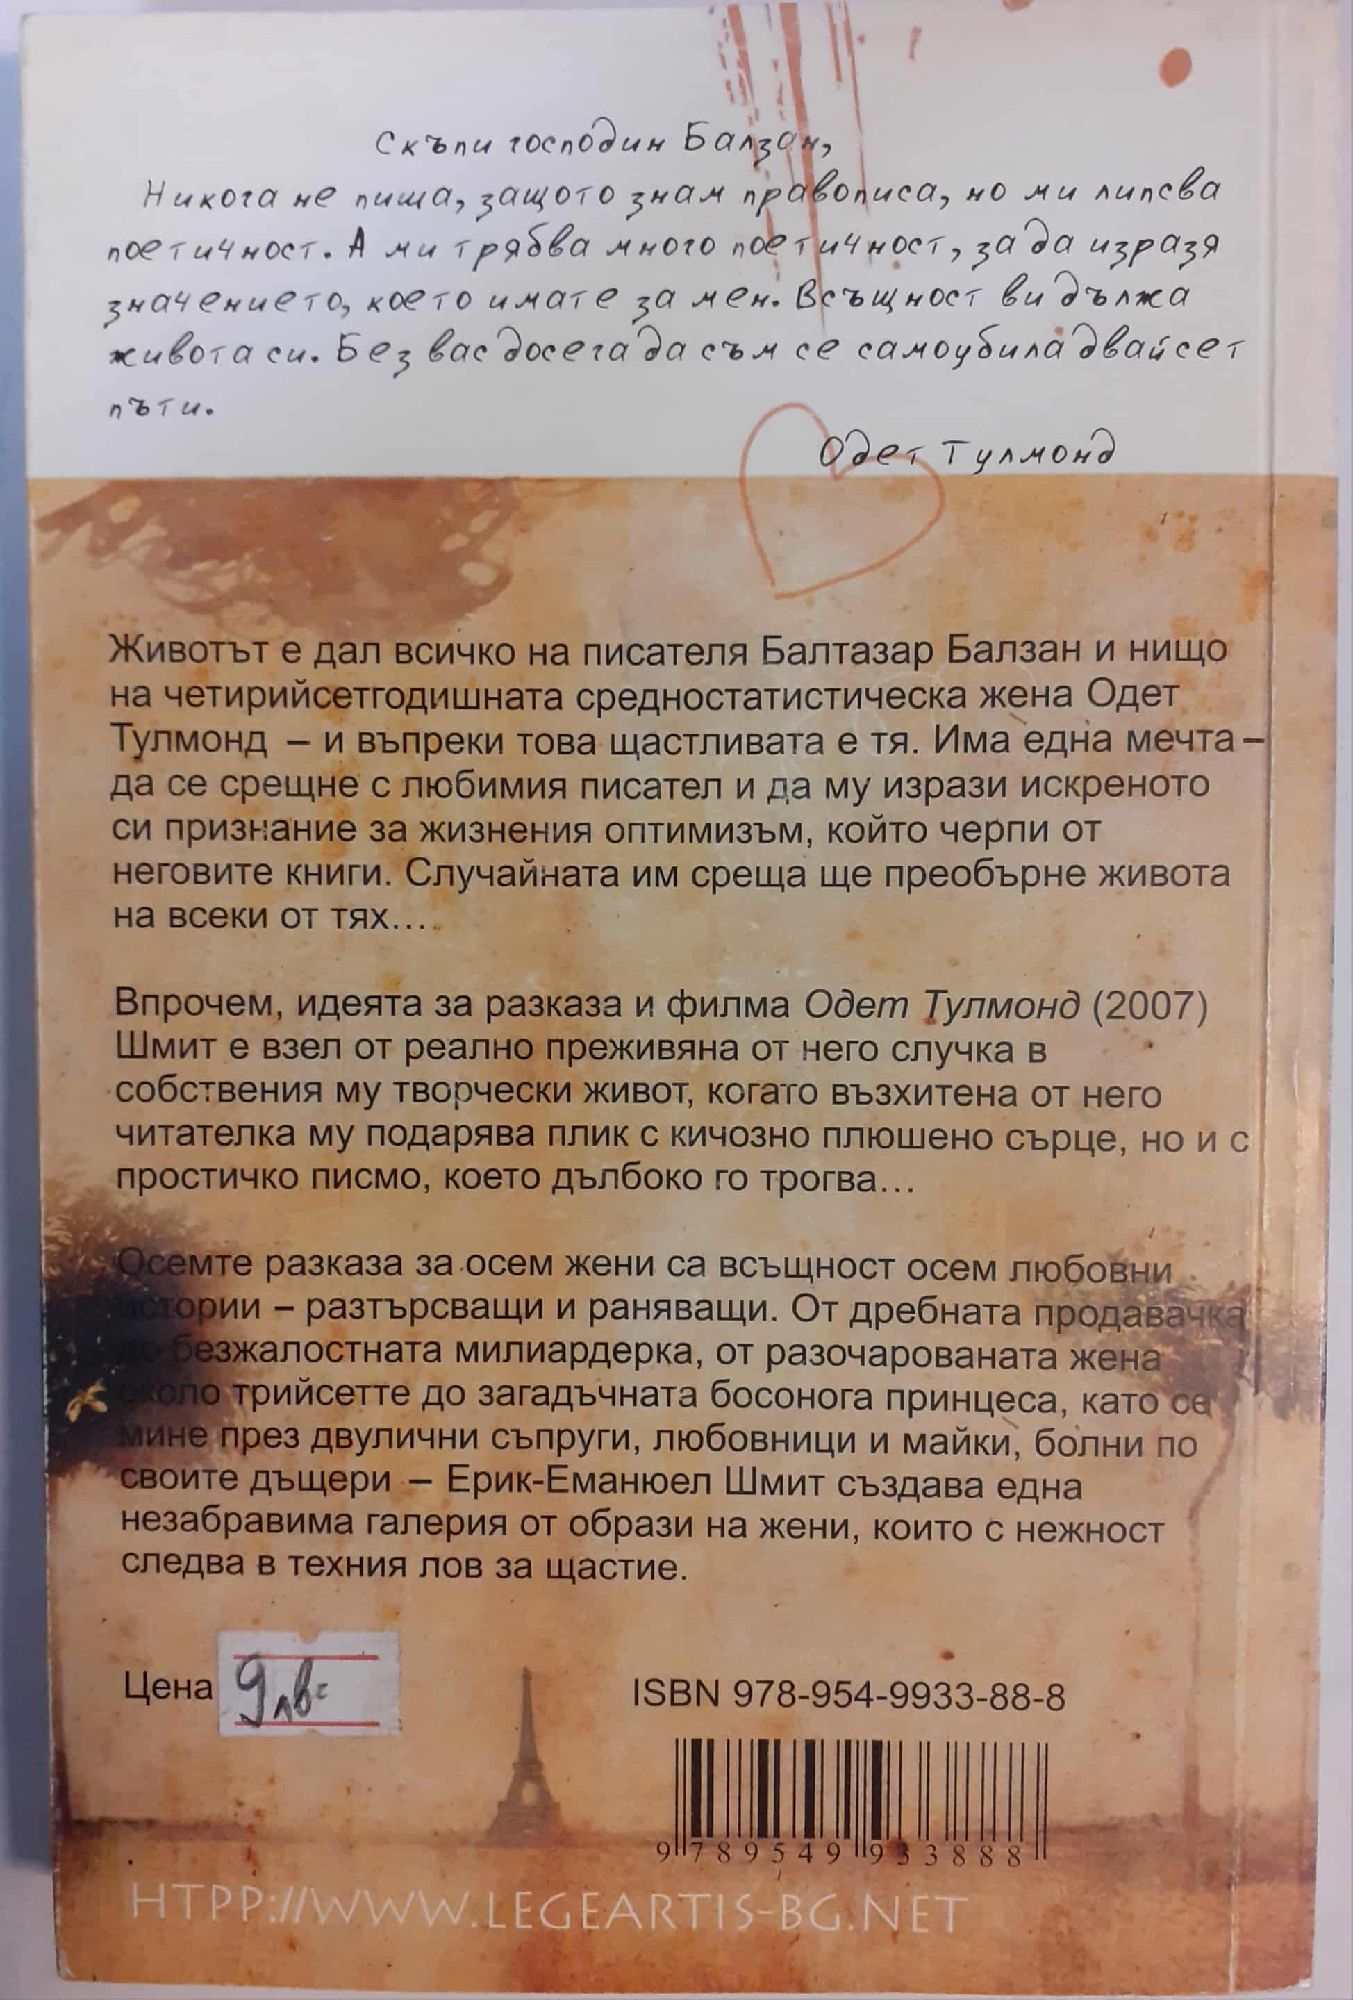 Скъпи господин Балзан,
Никога не пиша, защото знам правописа, но ми липсва
поетичност. А ми трябва много поетичност, за да изразя
значението, което имате за мен. Всъщност ви дължа
живота си. Без вас досега да съм се самоубила двайсет
пъти.
Одет Тулмонд
Животът е дал всичко на писателя Балтазар Балзан и нищо
на четирийсетгодишната средностатистическа жена Одет
Тулмонд – и въпреки това щастливата е тя. Има една мечта –
да се срещне с любимия писател и да му изрази искреното
си признание за жизнения оптимизъм, който черпи от
неговите книги. Случайната им среща ще преобърне живота
на всеки от тях...
Впрочем, идеята за разказа и филма Одет Тулмонд (2007)
Шмит е взел от реално преживяна от него случка в
собствения му творчески живот, когато възхитена от него
читателка му подарява плик с кичозно плюшено сърце, но и с
простичко писмо, което дълбоко го трогва...
Осемте разказа за осем жени са всъщност осем любовни
истории – разтърсващи и раняващи. От дребната продавачка
до безжалостната милиардерка, от разочарованата жена
около трийсетте до загадъчната босонога принцеса, като се
мине през двулични съпруги, любовници и майки, болни по
своите дъщери – Ерик-Еманюел Шмит създава една
незабравима галерия от образи на жени, които с нежност
следва в техния лов за щастие.
Цена 9лв
ISBN 978-954-9933-88-8
9 789549 933888
HTPP://WWW.LEGEARTIS-BG.NET